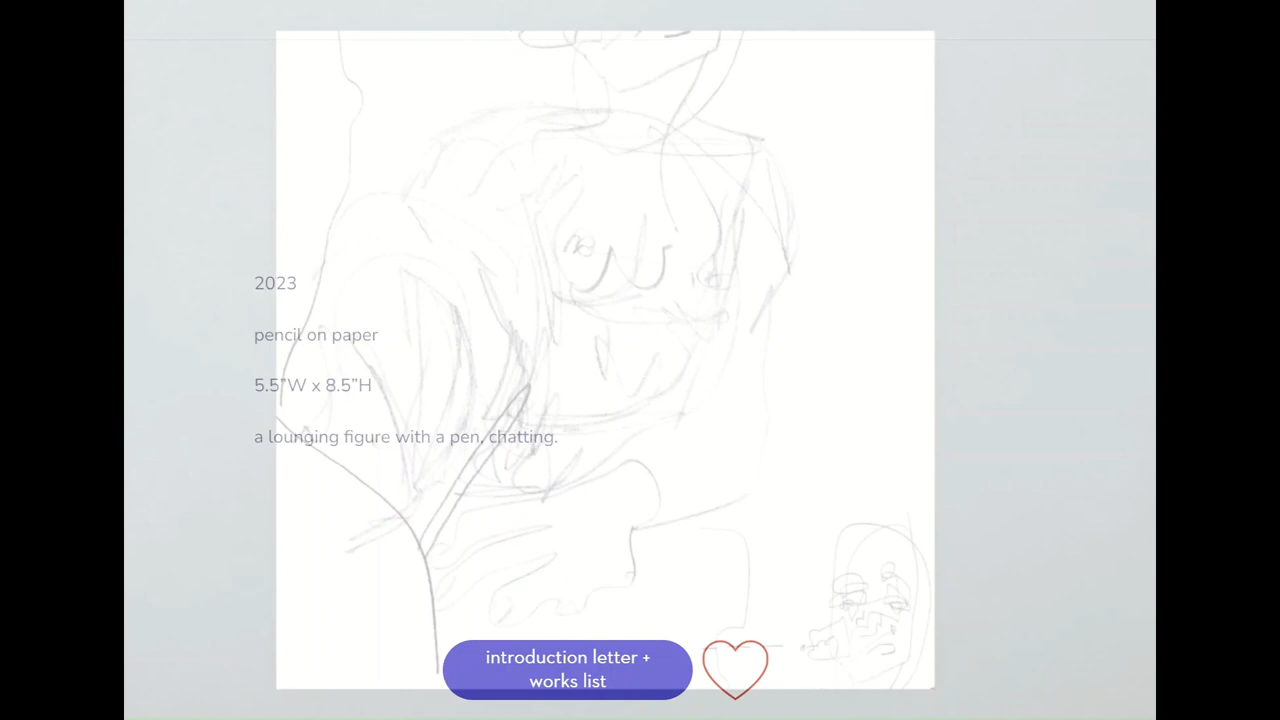 2023
pencil on paper
5.5”W x 8.5”H
a lounging figure with a pen, chatting.
introduction letter +
works list